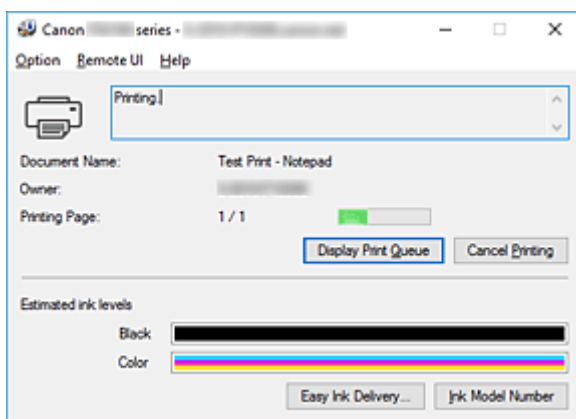 Canon series -
Option Remote UI Help
Printing.
Document Name: Test Print - Notepad
Owner:
Printing Page: 1 / 1
Display Print Queue Cancel Printing
Estimated ink levels
Black
Color
Easy Ink Delivery... Ink Model Number